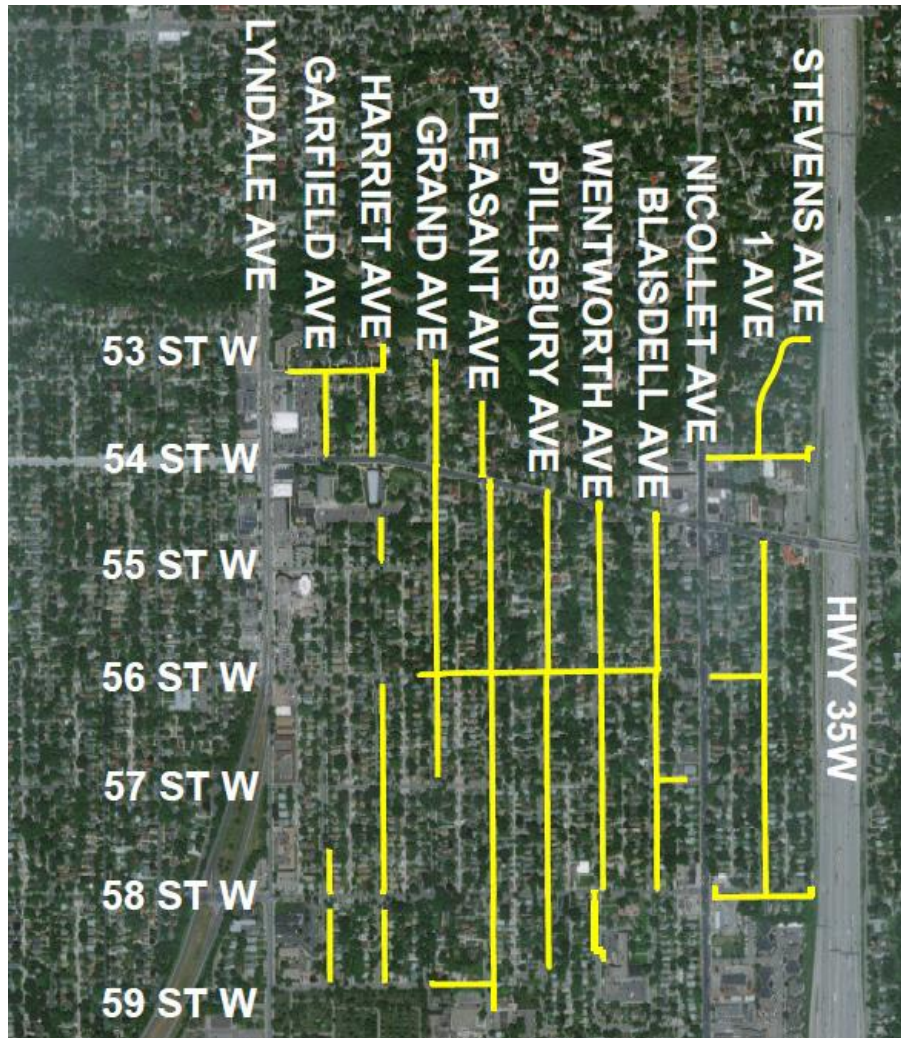 LYNDALE AVE
GARFIELD AVE
HARRIET AVE
GRAND AVE
PLEASANT AVE
PILLSBURY AVE
WENTWORTH AVE
BLAISDELL AVE
NICOLLET AVE
1 AVE
STEVENS AVE
53 ST W
54 ST W
55 ST W
56 ST W
57 ST W
58 ST W
59 ST W
HWY 35W